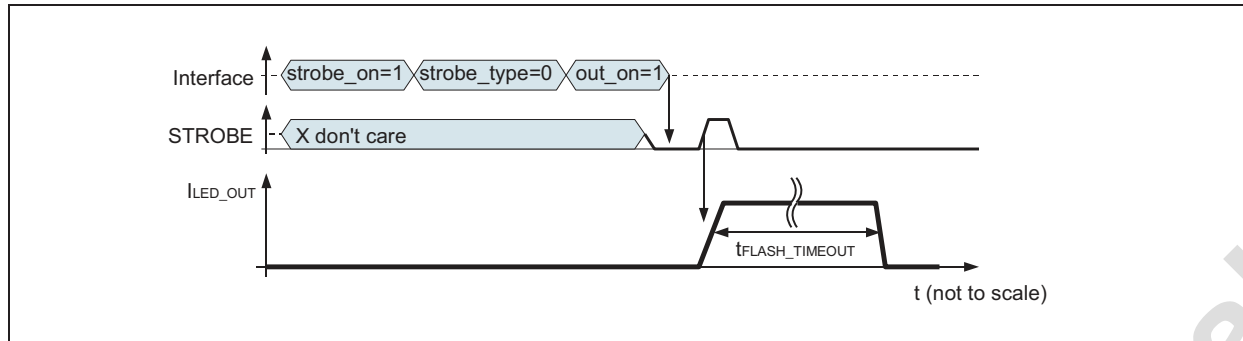 Interface strobe_on=1 strobe_type=0 out_on=1
STROBE X don't care
ILED_OUT
tFLASH_TIMEOUT
t (not to scale)